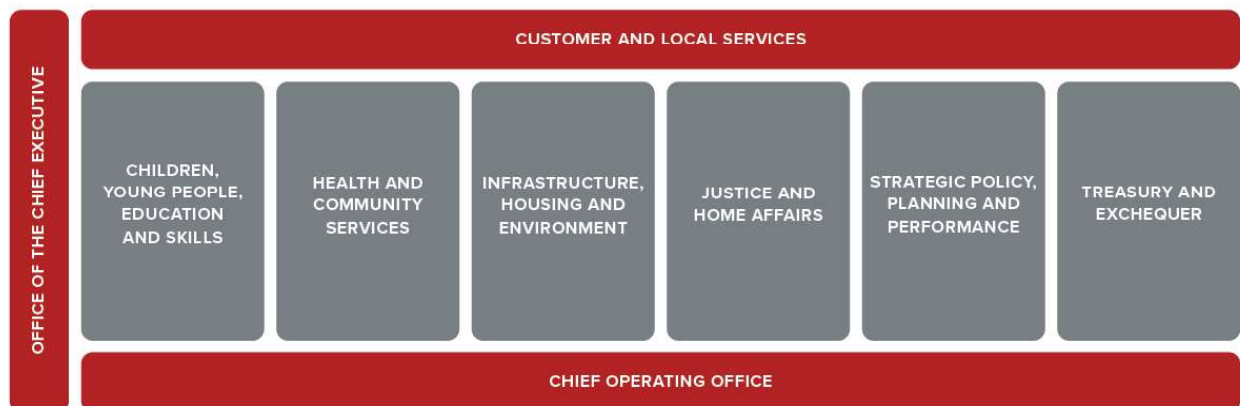 OFFICE OF THE CHIEF EXECUTIVE
CUSTOMER AND LOCAL SERVICES
CHILDREN,
YOUNG PEOPLE,
EDUCATION
AND SKILLS
HEALTH AND
COMMUNITY
SERVICES
INFRASTRUCTURE,
HOUSING AND
ENVIRONMENT
JUSTICE AND
HOME AFFAIRS
STRATEGIC POLICY,
PLANNING AND
PERFORMANCE
TREASURY AND
EXCHEQUER
CHIEF OPERATING OFFICE